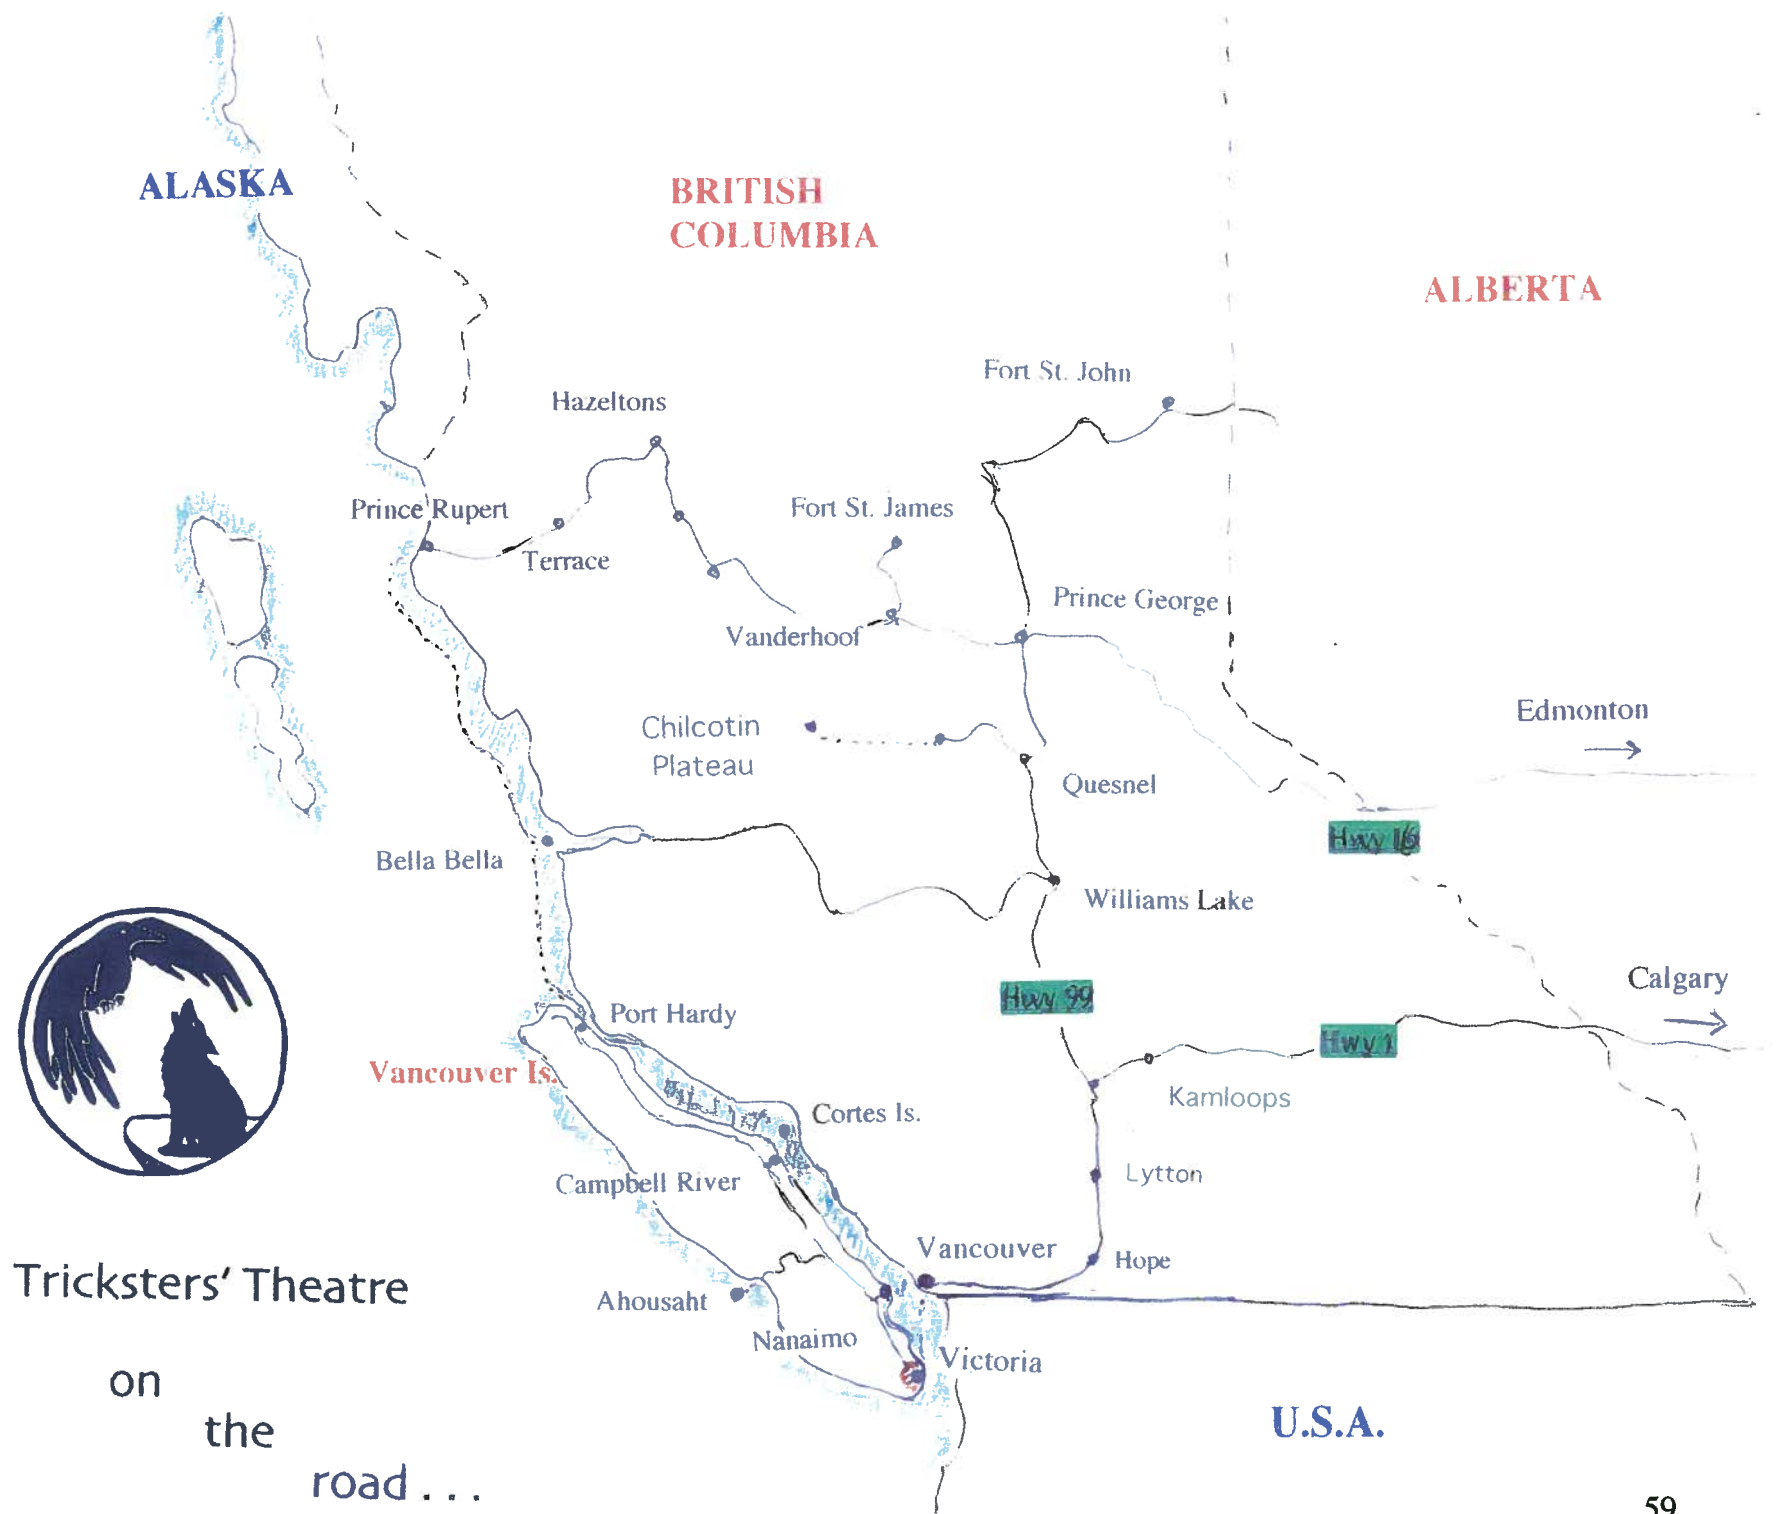 ALASKA
BRITISH
COLUMBIA
ALBERTA
Fort St. John
Hazeltons
Prince Rupert
Fort St. James
Terrace
Prince George
Vanderhoof
Edmonton
Chilcotin
Plateau
Quesnel
Hwy 16
Bella Bella
Williams Lake
Calgary
Hwy 99
Port Hardy
Hwy 1
Vancouver Is.
Kamloops
Cortes Is.
Campbell River
Lytton
Vancouver
Hope
Ahousaht
Nanaimo
Victoria
Tricksters' Theatre
on
the
road . . .
U.S.A.
59